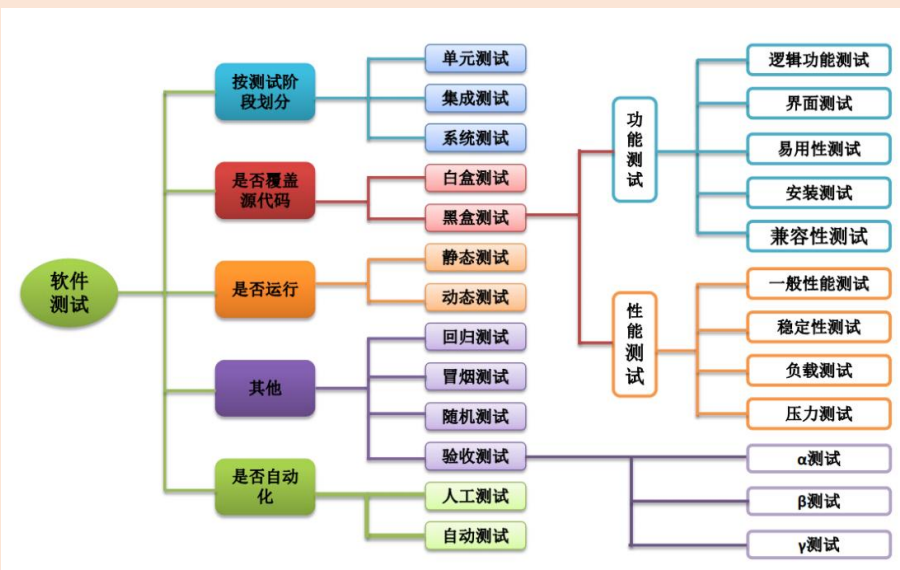 软件
测试
按测试阶
段划分
单元测试
集成测试
系统测试
是否覆盖
源代码
白盒测试
黑盒测试
是否运行
静态测试
动态测试
其他
回归测试
冒烟测试
随机测试
验收测试
是否自动
化
人工测试
自动测试
功
能
测
试
逻辑功能测试
界面测试
易用性测试
安装测试
兼容性测试
性
能
测
试
一般性能测试
稳定性测试
负载测试
压力测试
α测试
β测试
γ测试